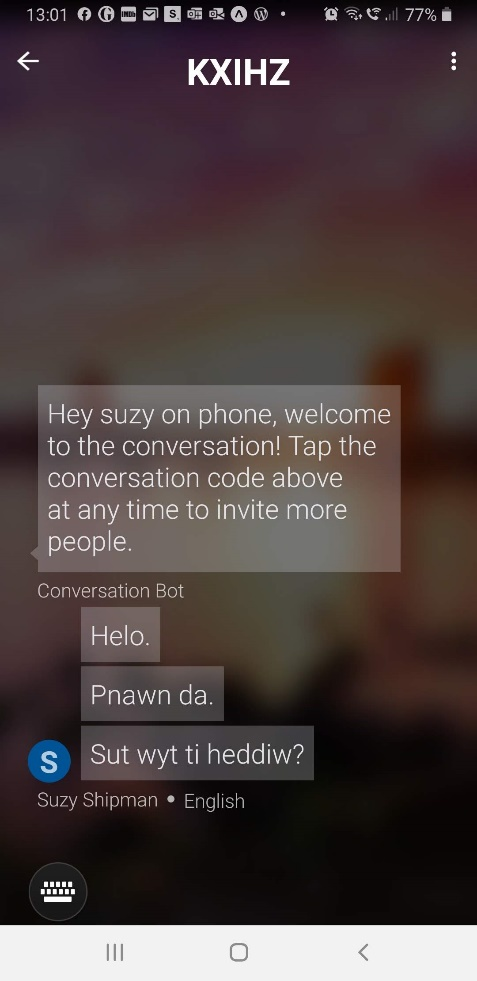 13:01
77%
KXIHZ
Hey suzy on phone, welcome
to the conversation! Tap the
conversation code above
at any time to invite more
people.
Conversation Bot
Helo.
Pnawn da.
S Sut wyt ti heddiw?
Suzy Shipman • English